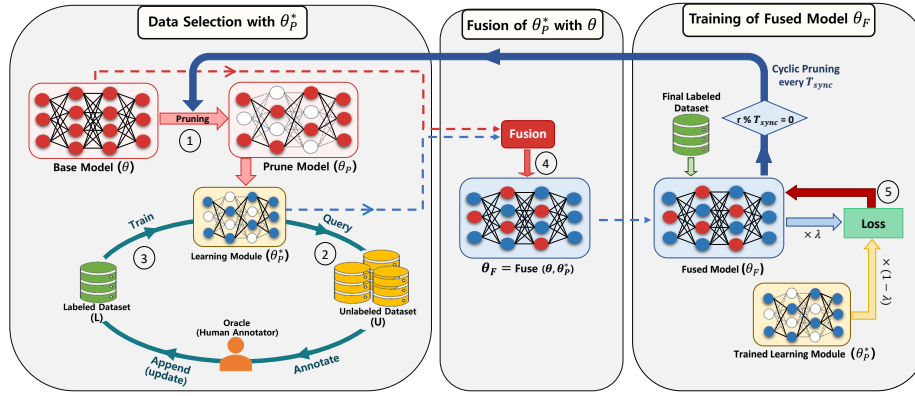 Data Selection with θ*P
Fusion of θ*P with θ
Training of Fused Model θF
Base Model (θ)
Pruning
1
Prune Model (θP)
Learning Module (θ*P)
Train
3
Query
2
Labeled Dataset
(L)
Unlabeled Dataset
(U)
Oracle
(Human Annotator)
Append
(update)
Annotate
Fusion
4
θF = Fuse (θ, θ*P)
Cyclic Pruning
every Tsync
Final Labeled
Dataset
r % Tsync = 0
5
Loss
× λ
Fused Model (θF)
× (1 − λ)
Trained Learning Module (θ*P)